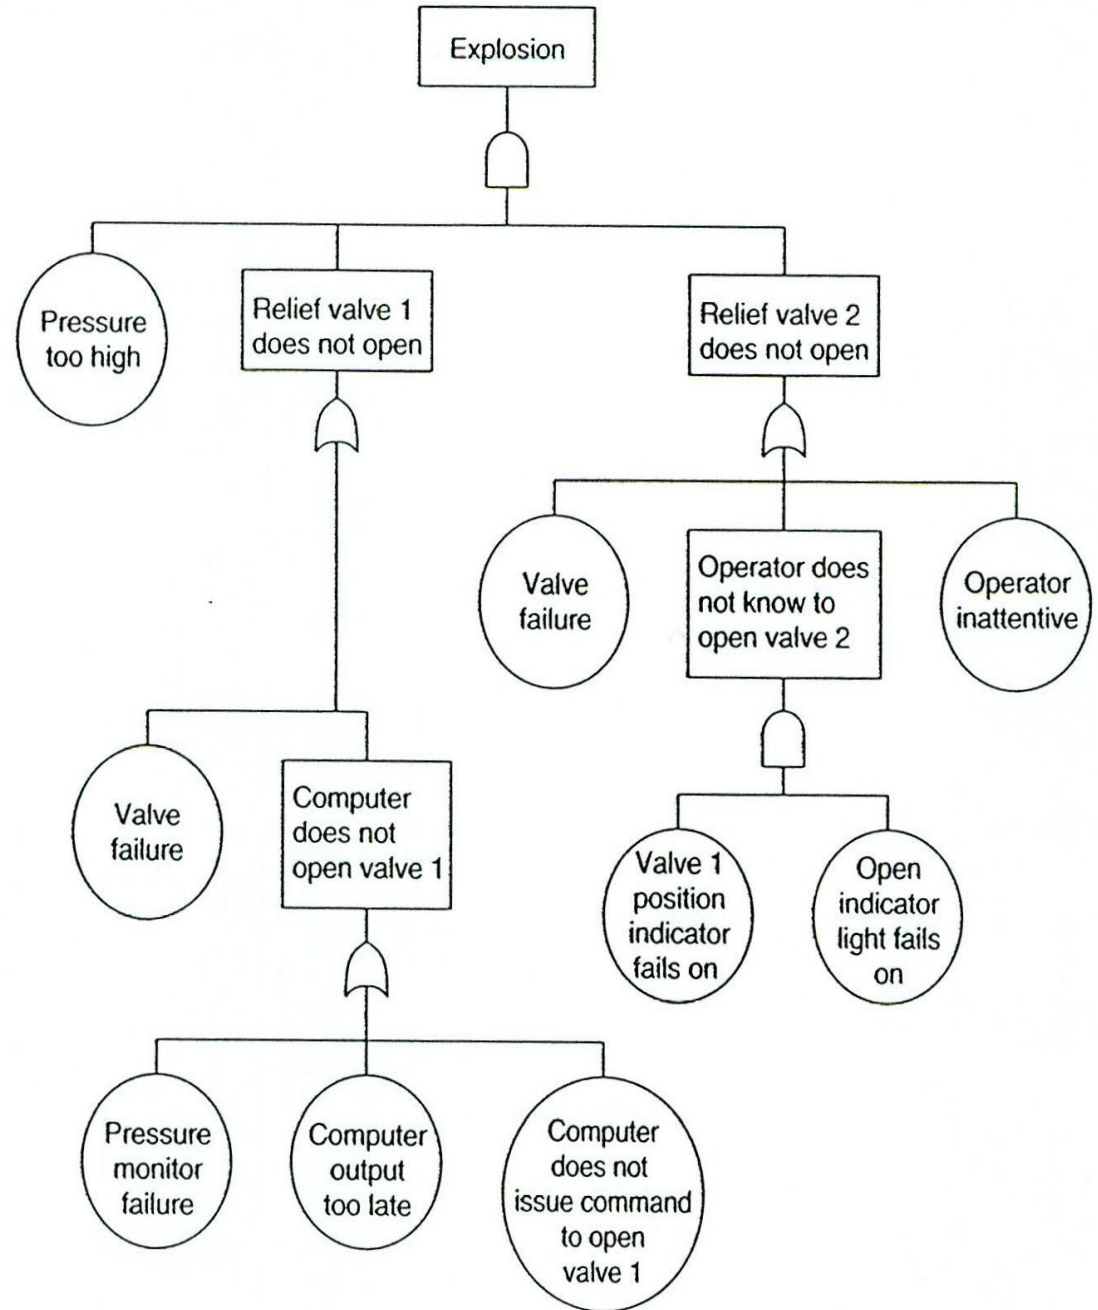 Explosion
Pressure
too high
Relief valve 1
does not open
Relief valve 2
does not open
Valve
failure
Operator does
not know to
open valve 2
Operator
inattentive
Valve
failure
Computer
does not
open valve 1
Valve 1
position
indicator
fails on
Open
indicator
light fails
on
Pressure
monitor
failure
Computer
output
too late
Computer
does not
issue command
to open
valve 1